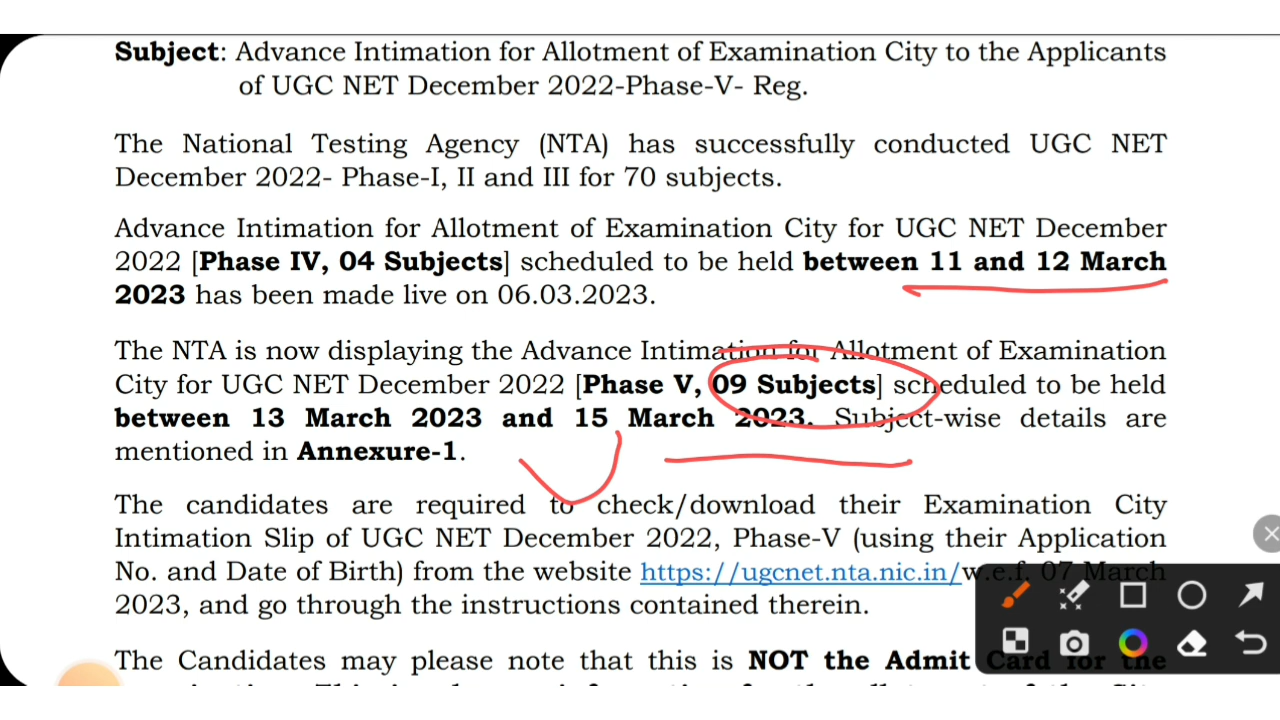 Subject: Advance Intimation for Allotment of Examination City to the Applicants
of UGC NET December 2022-Phase-V- Reg.
The National Testing Agency (NTA) has successfully conducted UGC NET
December 2022- Phase-I, II and III for 70 subjects.
Advance Intimation for Allotment of Examination City for UGC NET December
2022 [Phase IV, 04 Subjects] scheduled to be held between 11 and 12 March
2023 has been made live on 06.03.2023.
The NTA is now displaying the Advance Intimation for Allotment of Examination
City for UGC NET December 2022 [Phase V, 09 Subjects] scheduled to be held
between 13 March 2023 and 15 March 2023. Subject-wise details are
mentioned in Annexure-1.
The candidates are required to check/download their Examination City
Intimation Slip of UGC NET December 2022, Phase-V (using their Application
No. and Date of Birth) from the website https://ugcnet.nta.nic.in/w.e.f. 07 March
2023, and go through the instructions contained therein.
The Candidates may please note that this is NOT the Admit Card for the